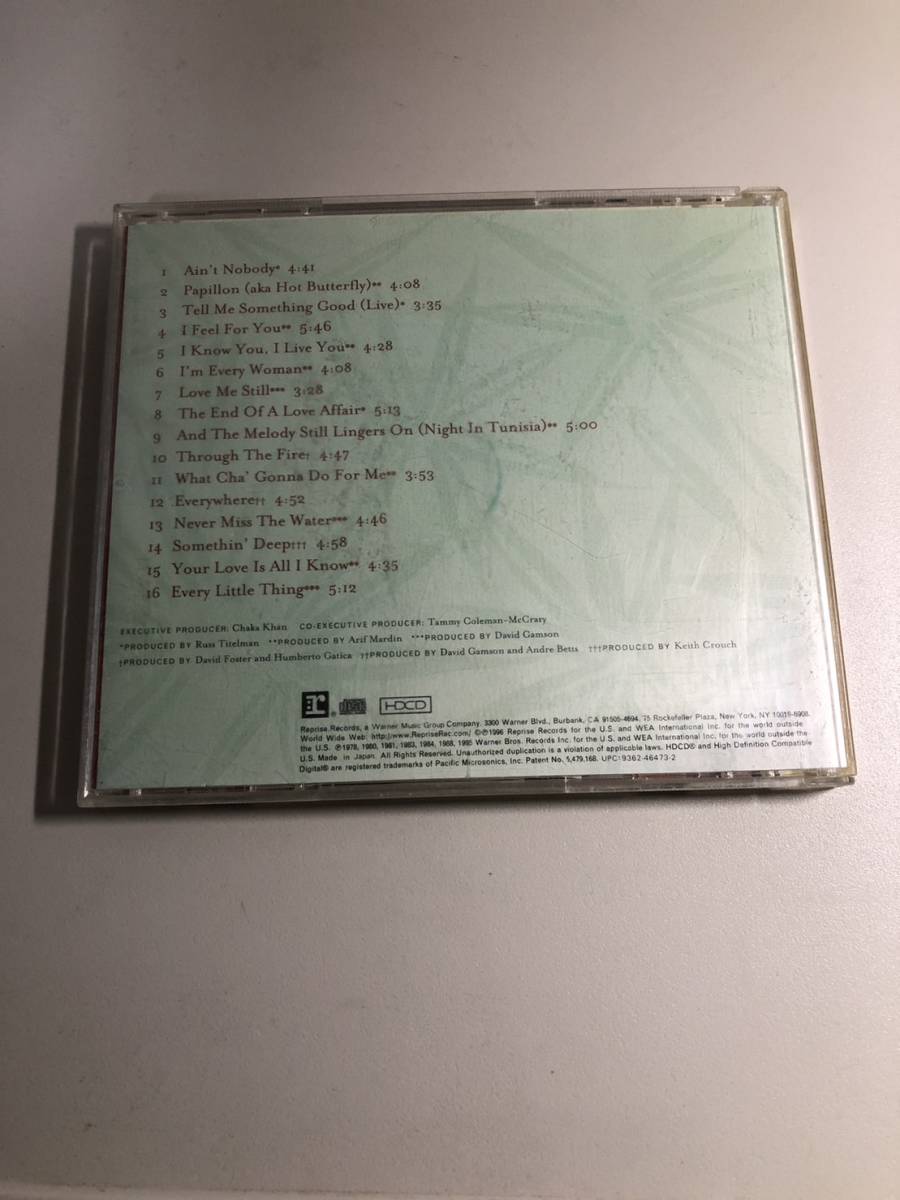 1 Ain't Nobody* 4:41
2 Papillon (aka Hot Butterfly)** 4:08
3 Tell Me Something Good (Live)* 3:35
4 I Feel For You** 5:46
5 I Know You, I Live You** 4:28
6 I'm Every Woman** 4:08
7 Love Me Still*** 3:28
8 The End Of A Love Affair* 5:13
9 And The Melody Still Lingers On (Night In Tunisia)** 5:00
10 Through The Fire† 4:47
11 What Cha' Gonna Do For Me** 3:53
12 Everywhere†† 4:52
13 Never Miss The Water*** 4:46
14 Somethin' Deep††† 4:58
15 Your Love Is All I Know** 4:35
16 Every Little Thing*** 5:12
EXECUTIVE PRODUCER: Chaka Khan CO-EXECUTIVE PRODUCER: Tammy Coleman-McCrary
*PRODUCED BY Russ Titelman **PRODUCED BY Arif Mardin ***PRODUCED BY David Gamson
†PRODUCED BY David Foster and Humberto Gatica ††PRODUCED BY David Gamson and Andre Betts †††PRODUCED BY Keith Crouch
r® disc HDCD
Reprise Records, a Warner Music Group Company. 3300 Warner Blvd., Burbank, CA 91505-4694. 75 Rockefeller Plaza, New York, NY 10019-6908.
World Wide Web: http://www.RepriseRec.com/ ©℗1996 Reprise Records for the U.S. and WEA International Inc. for the world outside
the U.S. ℗1978, 1980, 1981, 1983, 1984, 1988, 1995 Warner Bros. Records Inc. for the U.S. and WEA International Inc. for the world outside the
U.S. Made in Japan. All Rights Reserved. Unauthorized duplication is a violation of applicable laws. HDCD® and High Definition Compatible
Digital® are registered trademarks of Pacific Microsonics, Inc. Patent No. 5,479,168. UPC: 9362-46473-2